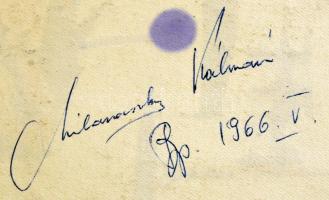 Milanovszky Kálmán
Bp. 1966. V.